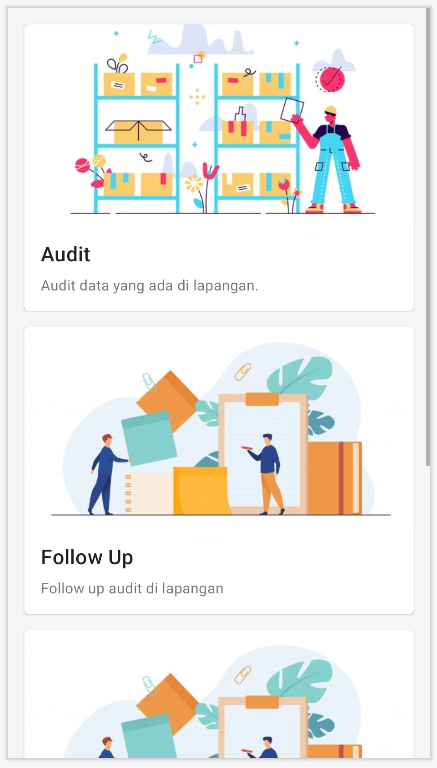 Audit
Audit data yang ada di lapangan.
Follow Up
Follow up audit di lapangan